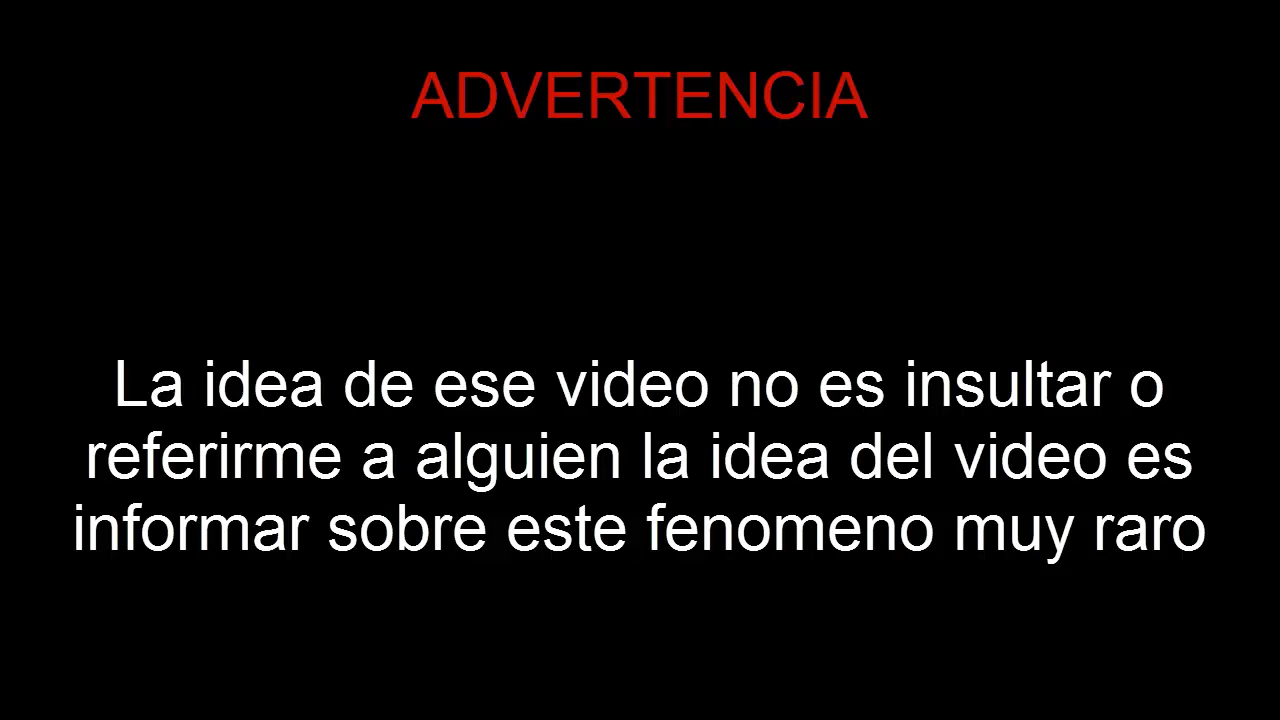 ADVERTENCIA
La idea de ese video no es insultar o
referirme a alguien la idea del video es
informar sobre este fenomeno muy raro